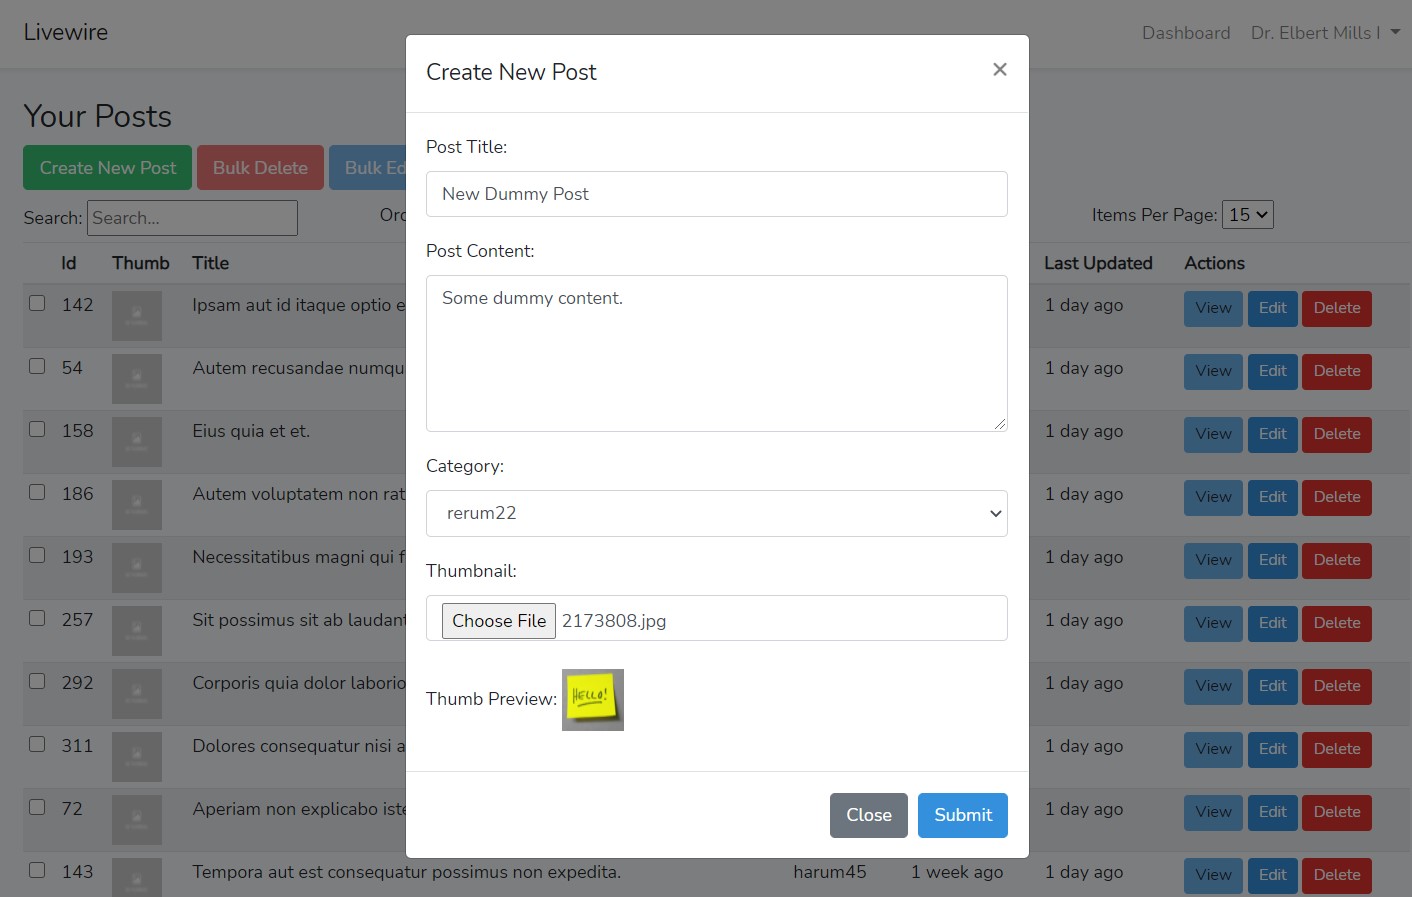 Livewire
Dashboard Dr. Elbert Mills I
Your Posts
Create New Post Bulk Delete Bulk Ed
Search: Search... Ord
Items Per Page: 15
Id Thumb Title Last Updated Actions
142 Ipsam aut id itaque optio e 1 day ago View Edit Delete
54 Autem recusandae numqu 1 day ago View Edit Delete
158 Eius quia et et. 1 day ago View Edit Delete
186 Autem voluptatem non rat 1 day ago View Edit Delete
193 Necessitatibus magni qui f 1 day ago View Edit Delete
257 Sit possimus sit ab laudant 1 day ago View Edit Delete
292 Corporis quia dolor laborio 1 day ago View Edit Delete
311 Dolores consequatur nisi a 1 day ago View Edit Delete
72 Aperiam non explicabo iste 1 day ago View Edit Delete
143 Tempora aut est consequatur possimus non expedita. harum45 1 week ago 1 day ago View Edit Delete
Create New Post ×
Post Title:
New Dummy Post
Post Content:
Some dummy content.
Category:
rerum22
Thumbnail:
Choose File 2173808.jpg
Thumb Preview: HELLO!
Close Submit